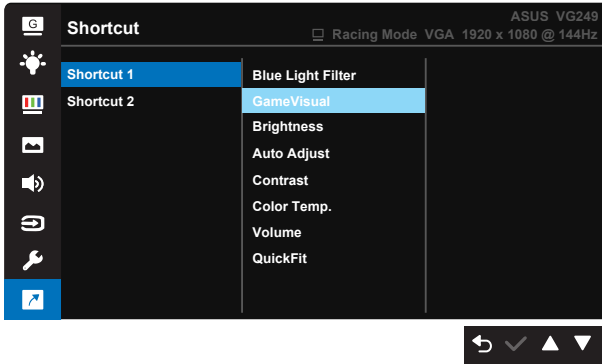 G
Shortcut
ASUS VG249
Racing Mode VGA 1920 x 1080 @ 144Hz
Shortcut 1
Shortcut 2
Blue Light Filter
GameVisual
Brightness
Auto Adjust
Contrast
Color Temp.
Volume
QuickFit